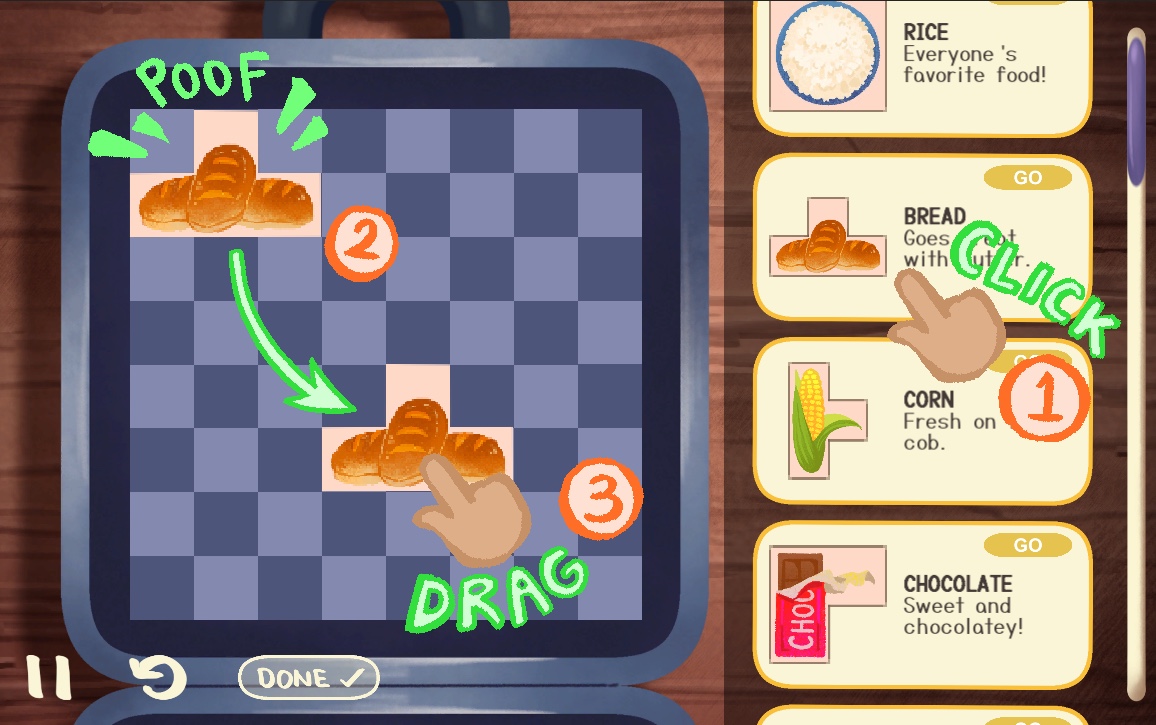 POOF
2
3
DRAG
DONE
RICE
Everyone's
favorite food!
GO
BREAD
Goes
with
CLICK
1
CORN
Fresh on
cob.
GO
CHOCOLATE
Sweet and
chocolatey!
CHOC